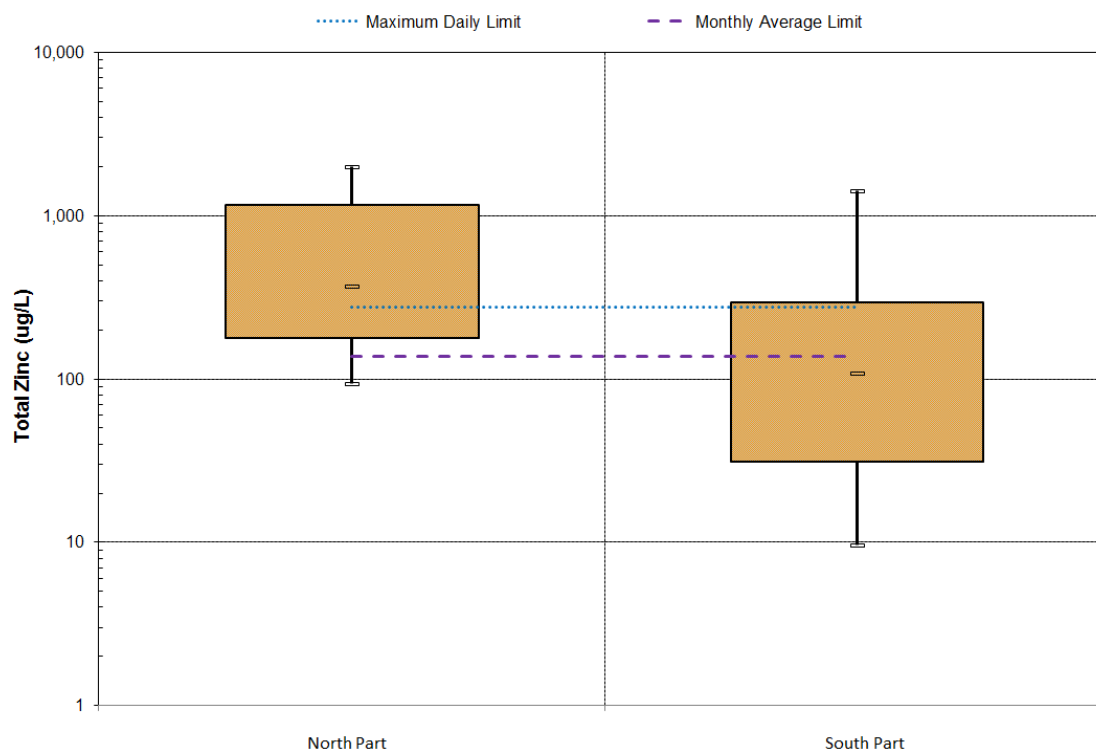 Maximum Daily Limit Monthly Average Limit
10,000
1,000
Total Zinc (ug/L)
100
10
1
North Part South Part